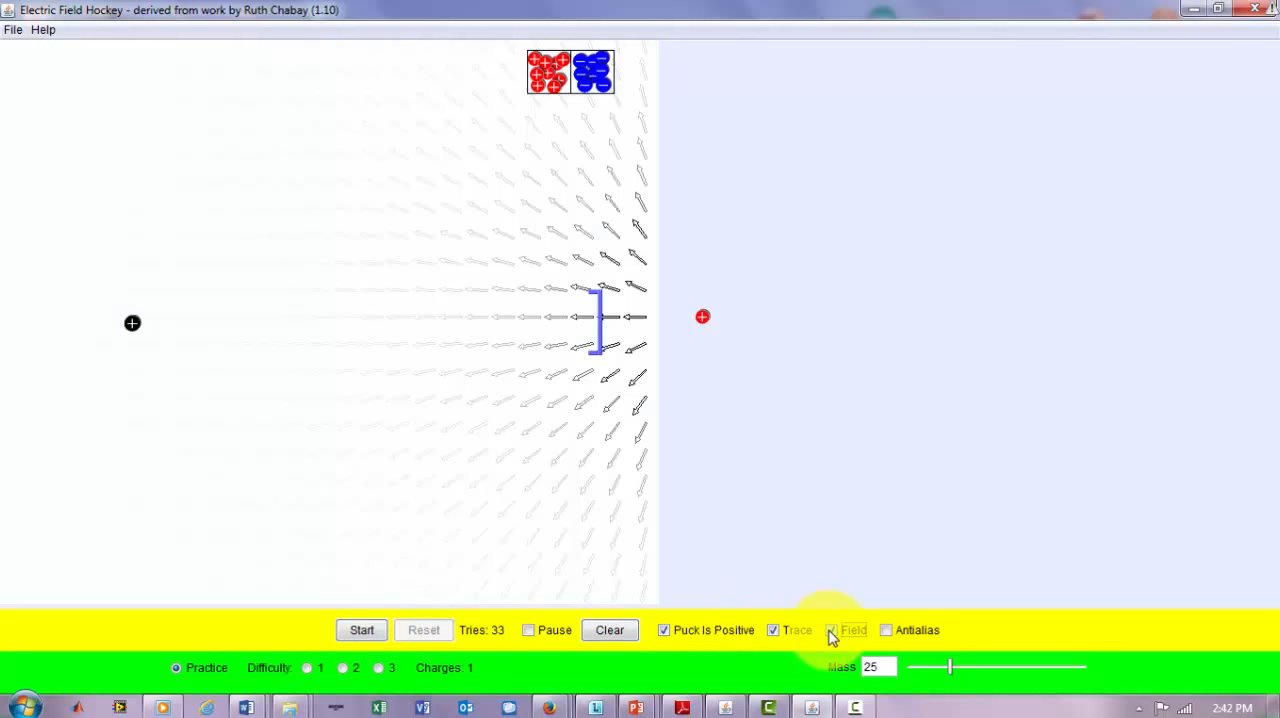 Electric Field Hockey - derived from work by Ruth Chabay (1.10)
File Help
Start Reset Tries: 33 Pause Clear Puck Is Positive Trace Field Antialias
Practice Difficulty: 1 2 3 Charges: 1 Mass 25
2:42 PM